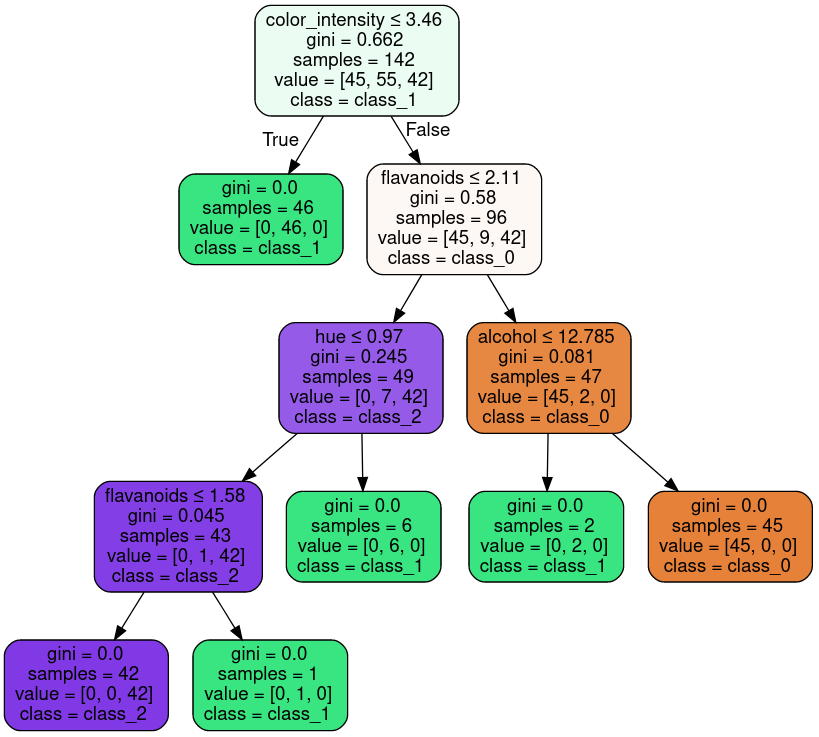 color_intensity ≤ 3.46
gini = 0.662
samples = 142
value = [45, 55, 42]
class = class_1
True
False
gini = 0.0
samples = 46
value = [0, 46, 0]
class = class_1
flavanoids ≤ 2.11
gini = 0.58
samples = 96
value = [45, 9, 42]
class = class_0
hue ≤ 0.97
gini = 0.245
samples = 49
value = [0, 7, 42]
class = class_2
alcohol ≤ 12.785
gini = 0.081
samples = 47
value = [45, 2, 0]
class = class_0
flavanoids ≤ 1.58
gini = 0.045
samples = 43
value = [0, 1, 42]
class = class_2
gini = 0.0
samples = 6
value = [0, 6, 0]
class = class_1
gini = 0.0
samples = 2
value = [0, 2, 0]
class = class_1
gini = 0.0
samples = 45
value = [45, 0, 0]
class = class_0
gini = 0.0
samples = 42
value = [0, 0, 42]
class = class_2
gini = 0.0
samples = 1
value = [0, 1, 0]
class = class_1